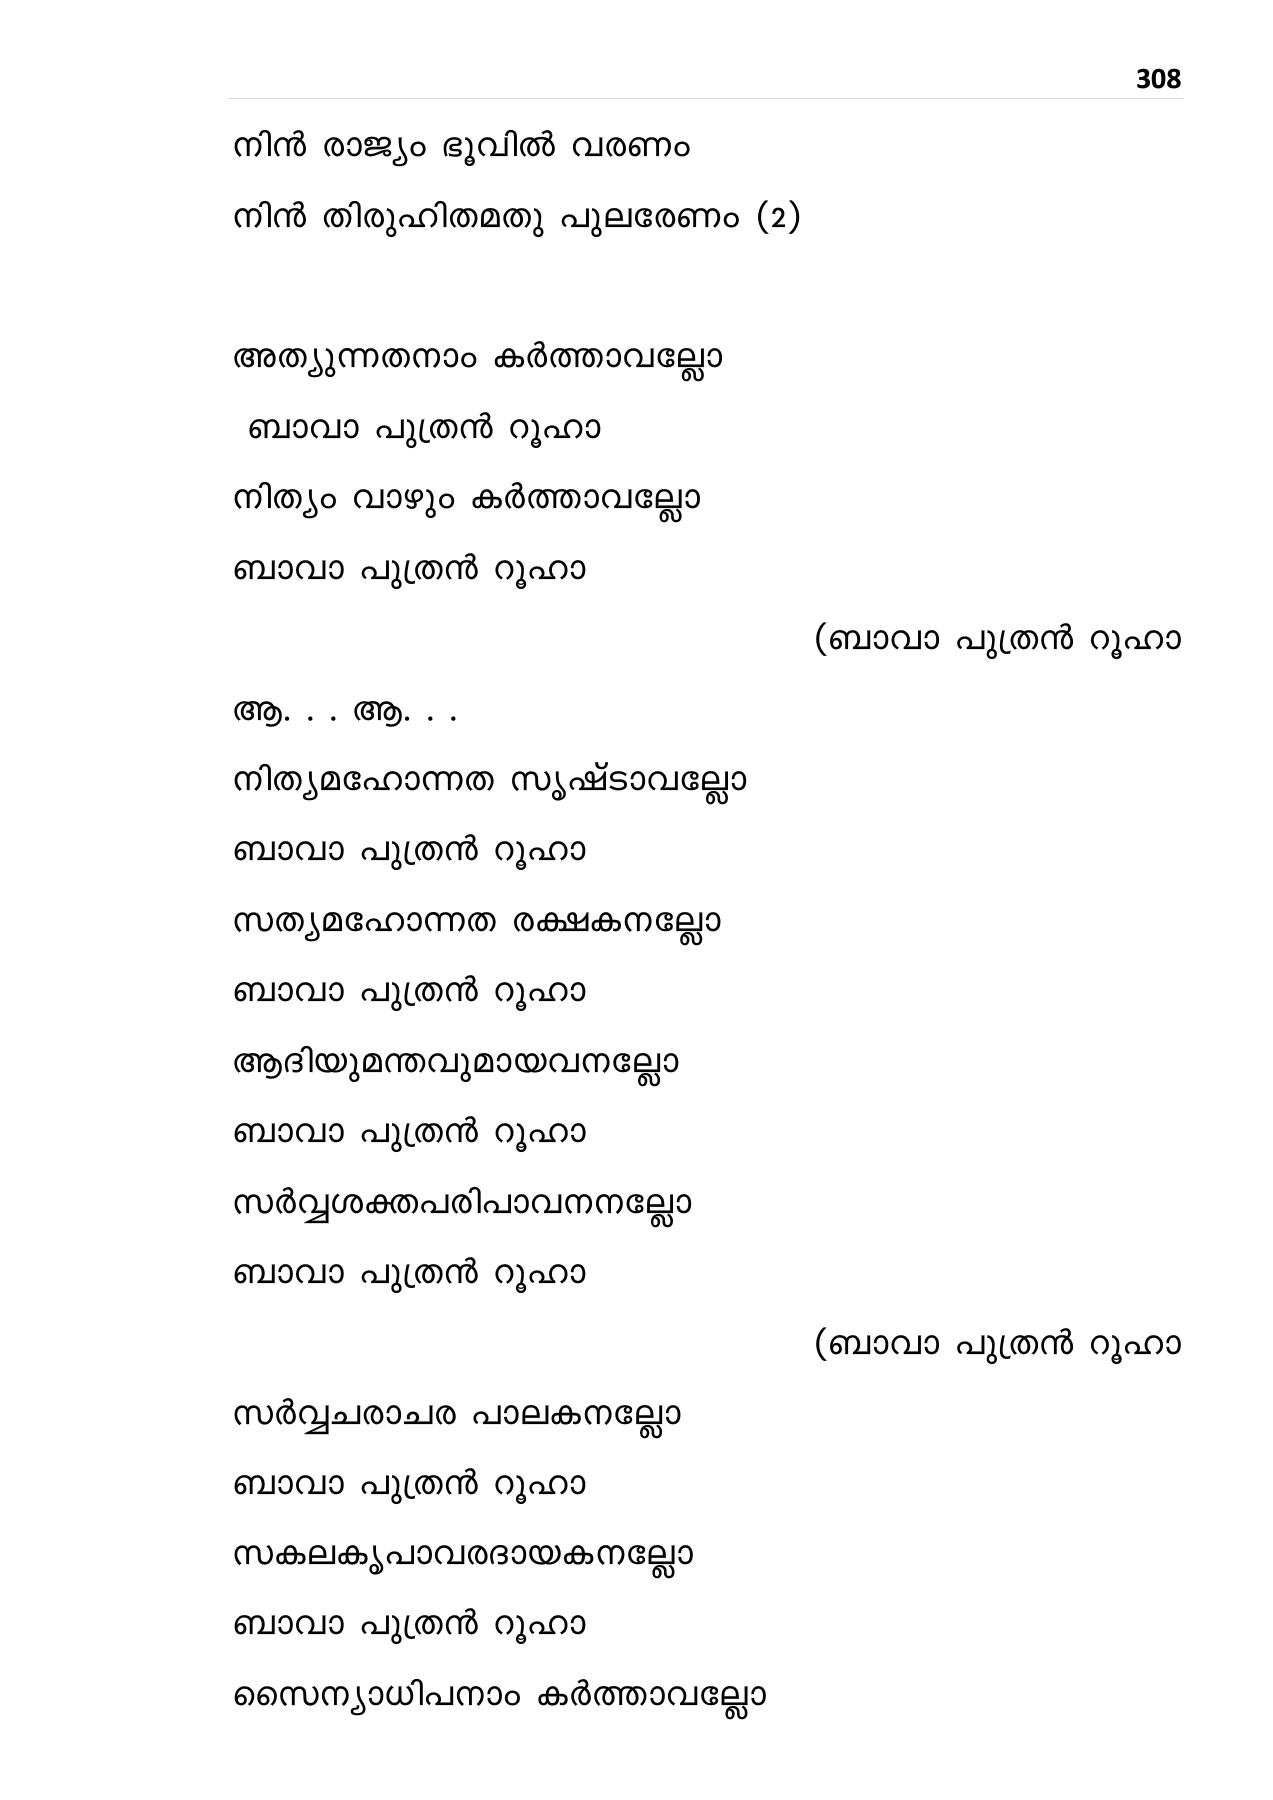 308
നിൻ രാജ്യം ഭൂവിൽ വരണം
നിൻ തിരുഹിതമതു പുലരേണം (2)
അത്യുന്നതനാം കർത്താവല്ലോ
ബാവാ പുത്രൻ റൂഹാ
നിത്യം വാഴും കർത്താവല്ലോ
ബാവാ പുത്രൻ റൂഹാ
(ബാവാ പുത്രൻ റൂഹാ
ആ. . . ആ. . .
നിത്യമഹോന്നത സൃഷ്ടാവല്ലോ
ബാവാ പുത്രൻ റൂഹാ
സത്യമഹോന്നത രക്ഷകനല്ലോ
ബാവാ പുത്രൻ റൂഹാ
ആദിയുമന്തവുമായവനല്ലോ
ബാവാ പുത്രൻ റൂഹാ
സർവ്വശക്തപരിപാവനനല്ലോ
ബാവാ പുത്രൻ റൂഹാ
(ബാവാ പുത്രൻ റൂഹാ
സർവ്വചരാചര പാലകനല്ലോ
ബാവാ പുത്രൻ റൂഹാ
സകലകൃപാവരദായകനല്ലോ
ബാവാ പുത്രൻ റൂഹാ
സൈന്യാധിപനാം കർത്താവല്ലോ